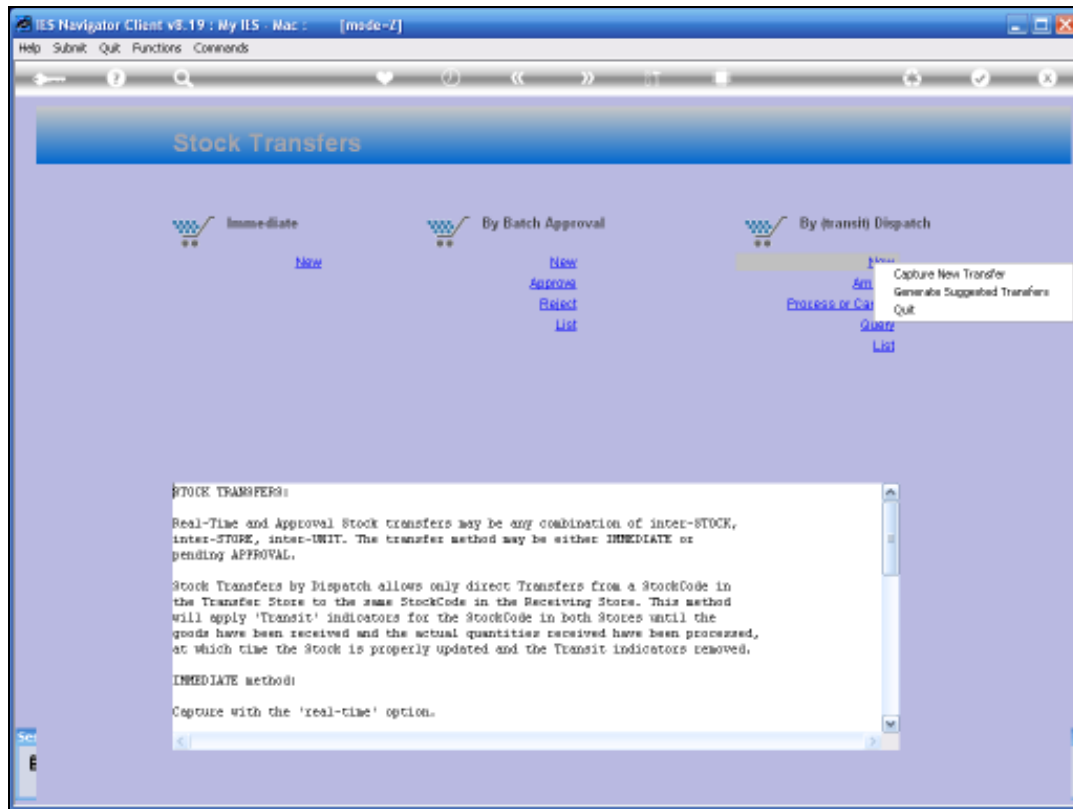 IES Navigator Client v8.19 : My IES - Mac : [mode=Z]
Help Submit Quit Functions Commands
Stock Transfers
Immediate
New
By Batch Approval
New
Approve
Reject
List
By (transit) Dispatch
New
Process or Ca
Query
List
Capture New Transfer
Generate Suggested Transfers
Quit
STOCK TRANSFERS:
Real-Time and Approval Stock transfers may be any combination of inter-STOCK,
inter-STORE, inter-UNIT. The transfer method may be either IMMEDIATE or
pending APPROVAL.
Stock Transfers by Dispatch allows only direct Transfers from a StockCode in
the Transfer Store to the same StockCode in the Receiving Store. This method
will apply 'Transit' indicators for the StockCode in both Stores until the
goods have been received and the actual quantities received have been processed,
at which time the Stock is properly updated and the Transit indicators removed.
IMMEDIATE method:
Capture with the 'real-time' option.
Se